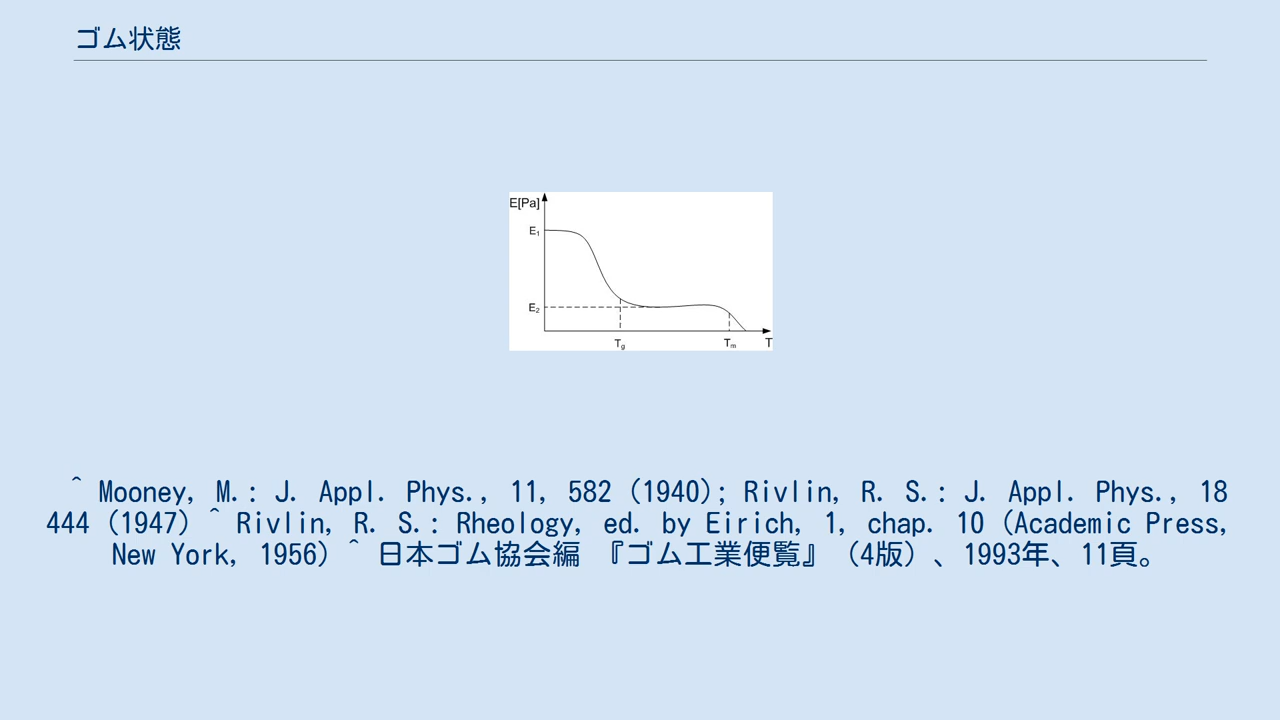 ゴム状態
E[Pa]
E1
E2
Tg
Tm
T
^ Mooney, M.: J. Appl. Phys., 11, 582 (1940); Rivlin, R. S.: J. Appl. Phys., 18
444 (1947) ^ Rivlin, R. S.: Rheology, ed. by Eirich, 1, chap. 10 (Academic Press,
New York, 1956) ^ 日本ゴム協会編 『ゴム工業便覧』（4版）、1993年、11頁。